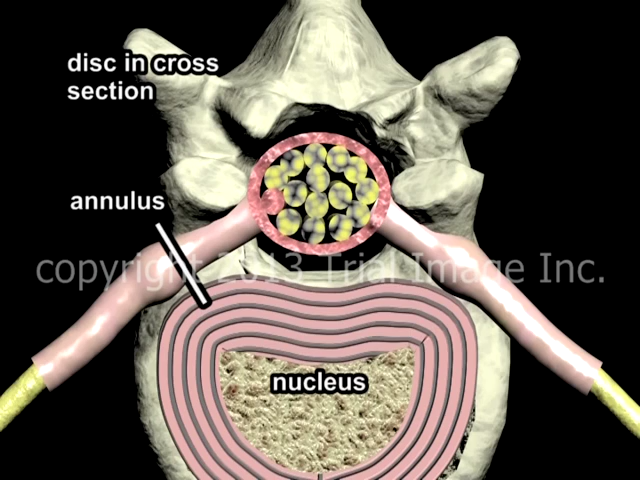 disc in cross
section
annulus
copyright 2013 Trial Image Inc.
nucleus